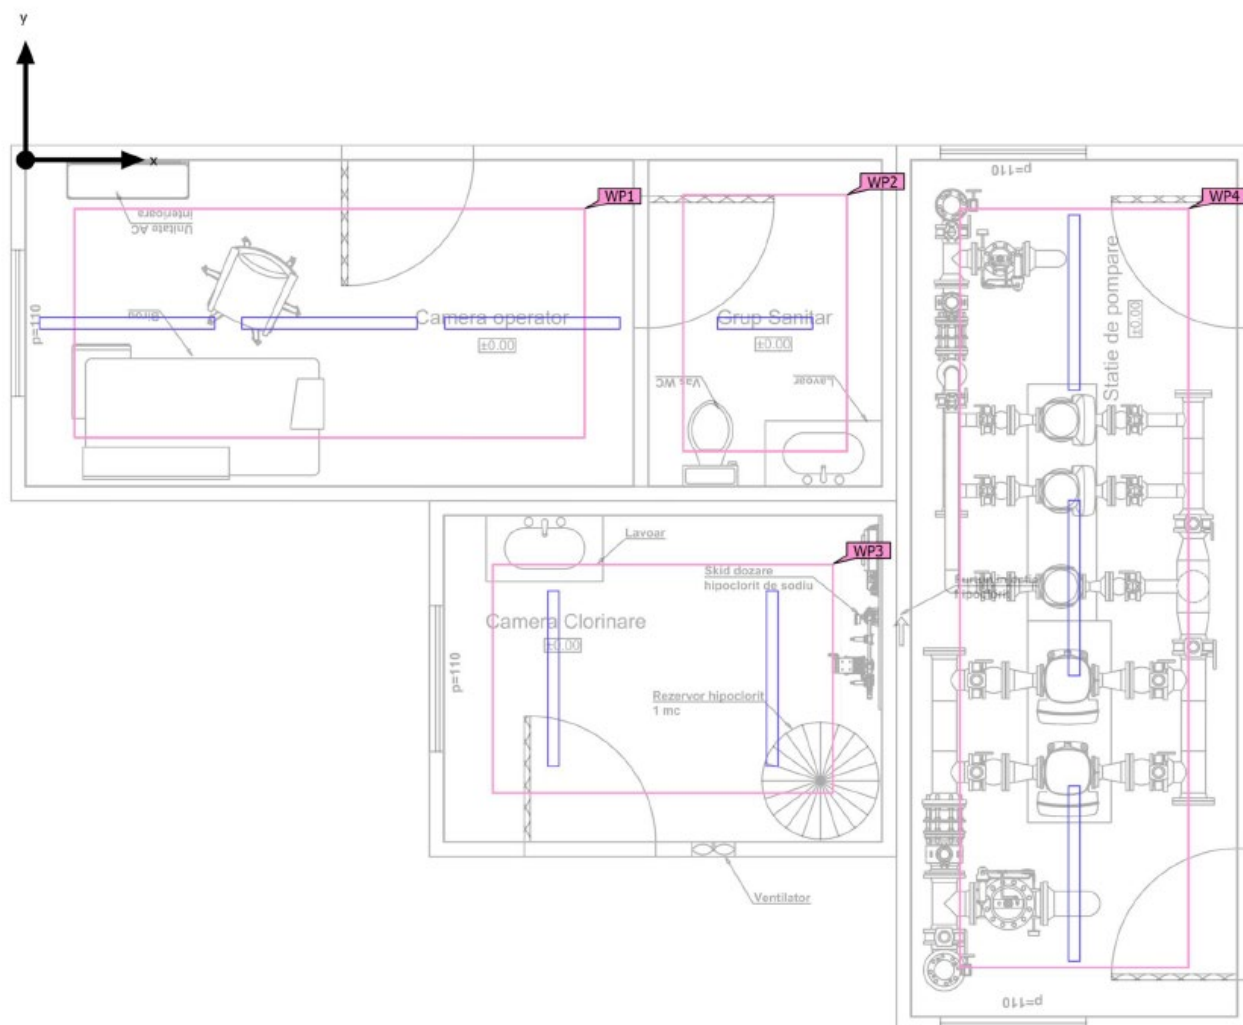 y
x
p=110
WP1
WP2
WP4
Unitate AC
interioara
Statie de pompare
±0.00
p=110
Birou
Camera operator
±0.00
Grup Sanitar
±0.00
Vas WC
Lavoar
Lavoar
WP3
Skid dozare
hipoclorit de sodiu
hipoclorit
Camera Clorinare
±0.00
p=110
Rezervor hipoclorit
1 mc
Ventilator
p=110